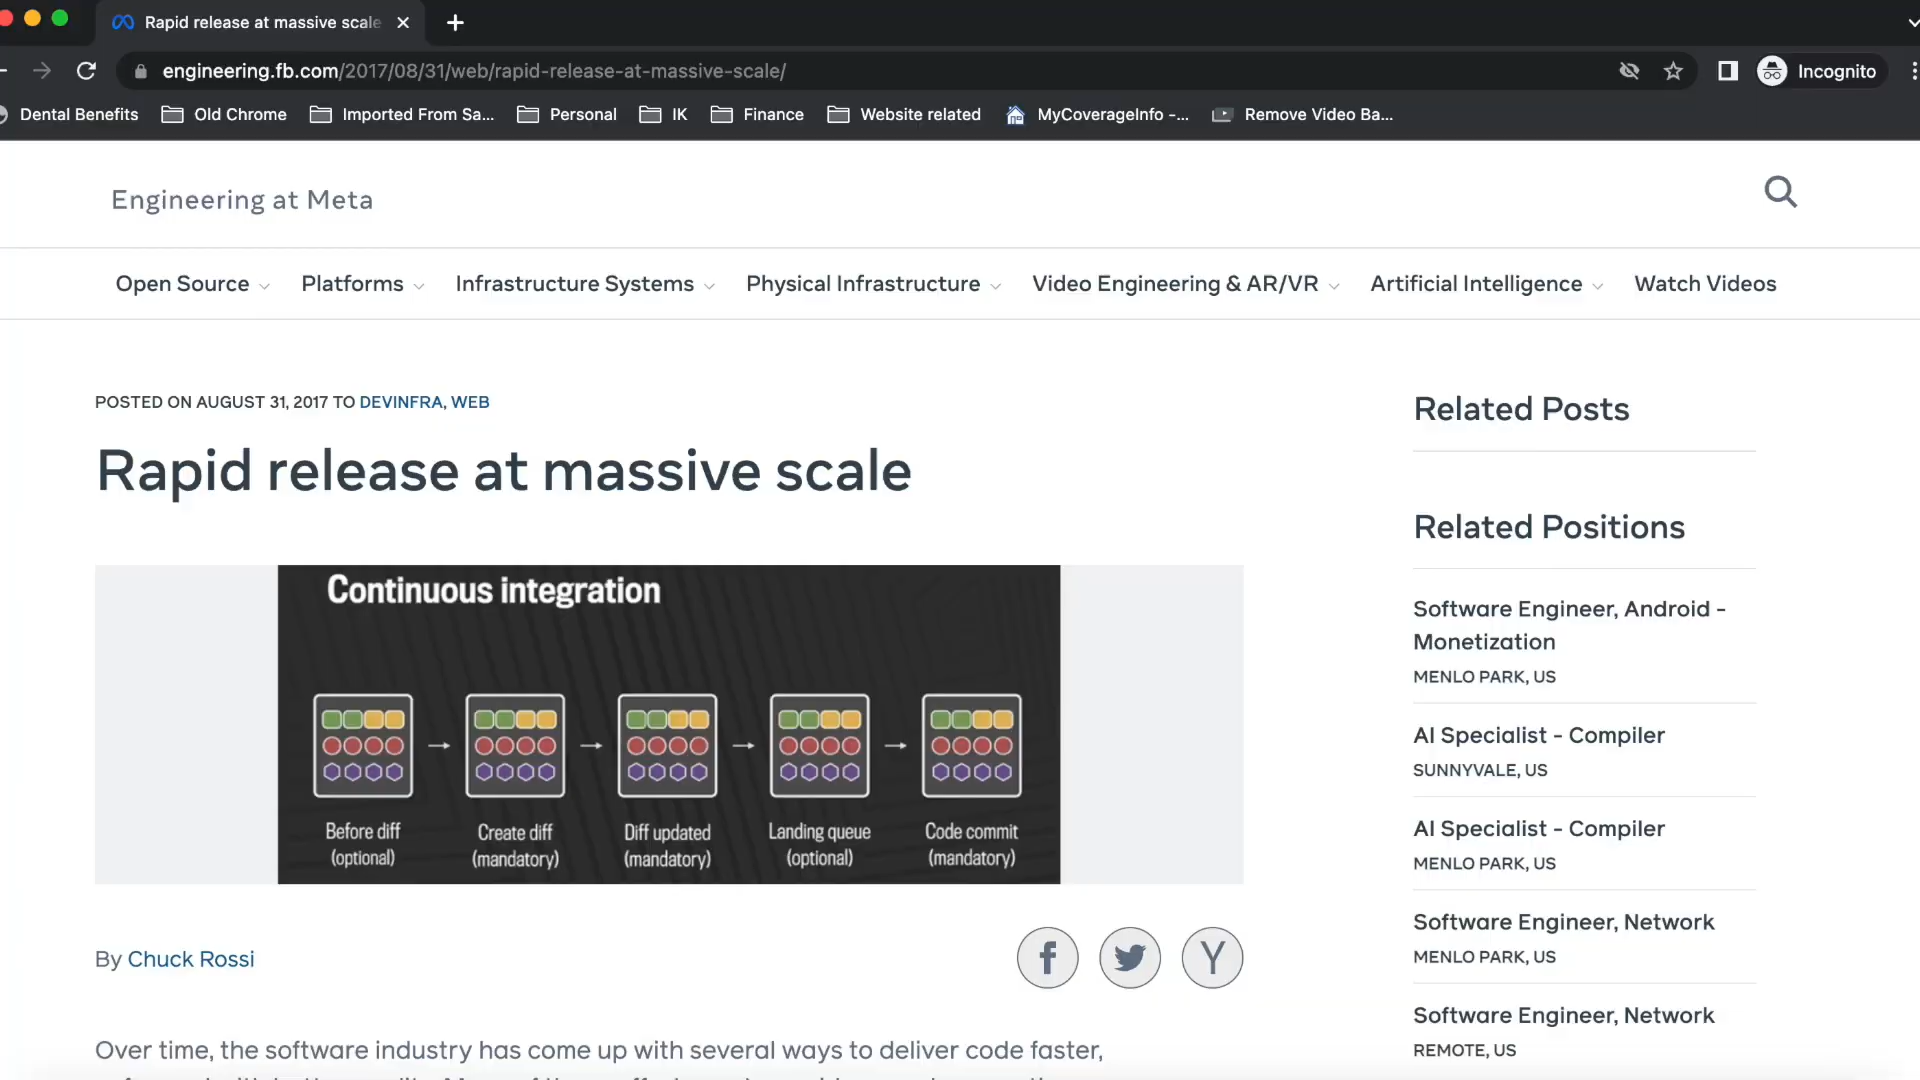 Rapid release at massive scale
engineering.fb.com/2017/08/31/web/rapid-release-at-massive-scale/
Incognito
Dental Benefits
Old Chrome
Imported From Sa...
Personal
IK
Finance
Website related
MyCoverageInfo -...
Remove Video Ba...
Engineering at Meta
Open Source
Platforms
Infrastructure Systems
Physical Infrastructure
Video Engineering & AR/VR
Artificial Intelligence
Watch Videos
POSTED ON AUGUST 31, 2017 TO DEVINFRA, WEB
Rapid release at massive scale
Continuous integration
Before diff
(optional)
Create diff
(mandatory)
Diff updated
(mandatory)
Landing queue
(optional)
Code commit
(mandatory)
By Chuck Rossi
Over time, the software industry has come up with several ways to deliver code faster,
Related Posts
Related Positions
Software Engineer, Android -
Monetization
MENLO PARK, US
AI Specialist - Compiler
SUNNYVALE, US
AI Specialist - Compiler
MENLO PARK, US
Software Engineer, Network
MENLO PARK, US
Software Engineer, Network
REMOTE, US